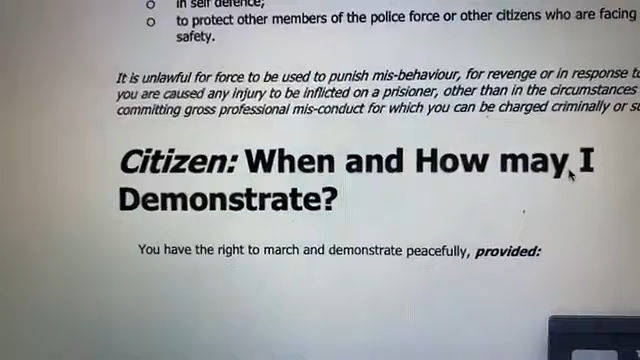 in self defence;
to protect other members of the police force or other citizens who are facing
safety.
It is unlawful for force to be used to punish mis-behaviour, for revenge or in response to
you are caused any injury to be inflicted on a prisioner, other than in the circumstances
committing gross professional mis-conduct for which you can be charged criminally or
Citizen: When and How may I
Demonstrate?
You have the right to march and demonstrate peacefully, provided: